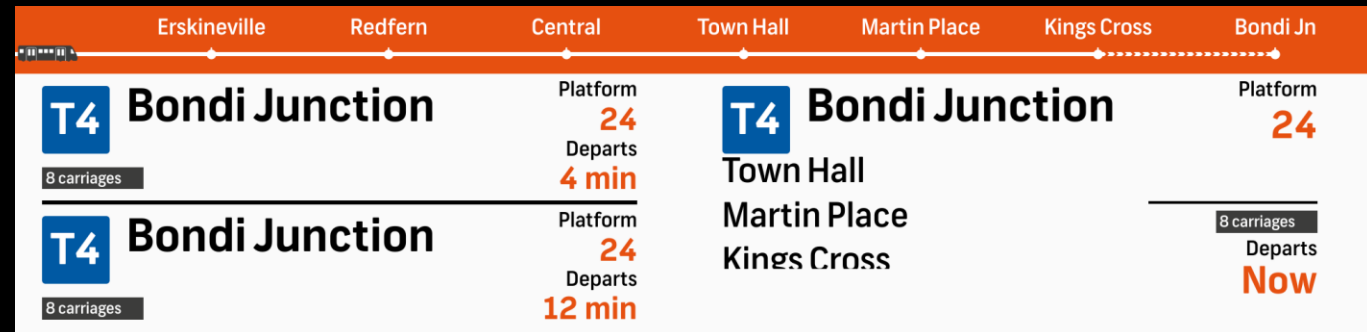 Erskineville Redfern Central Town Hall Martin Place Kings Cross Bondi Jn
T4 Bondi Junction
Platform
24
Departs
4 min
8 carriages
T4 Bondi Junction
Platform
24
Departs
12 min
8 carriages
T4 Bondi Junction
Platform
24
Town Hall
Martin Place
Kings Cross
8 carriages
Departs
Now